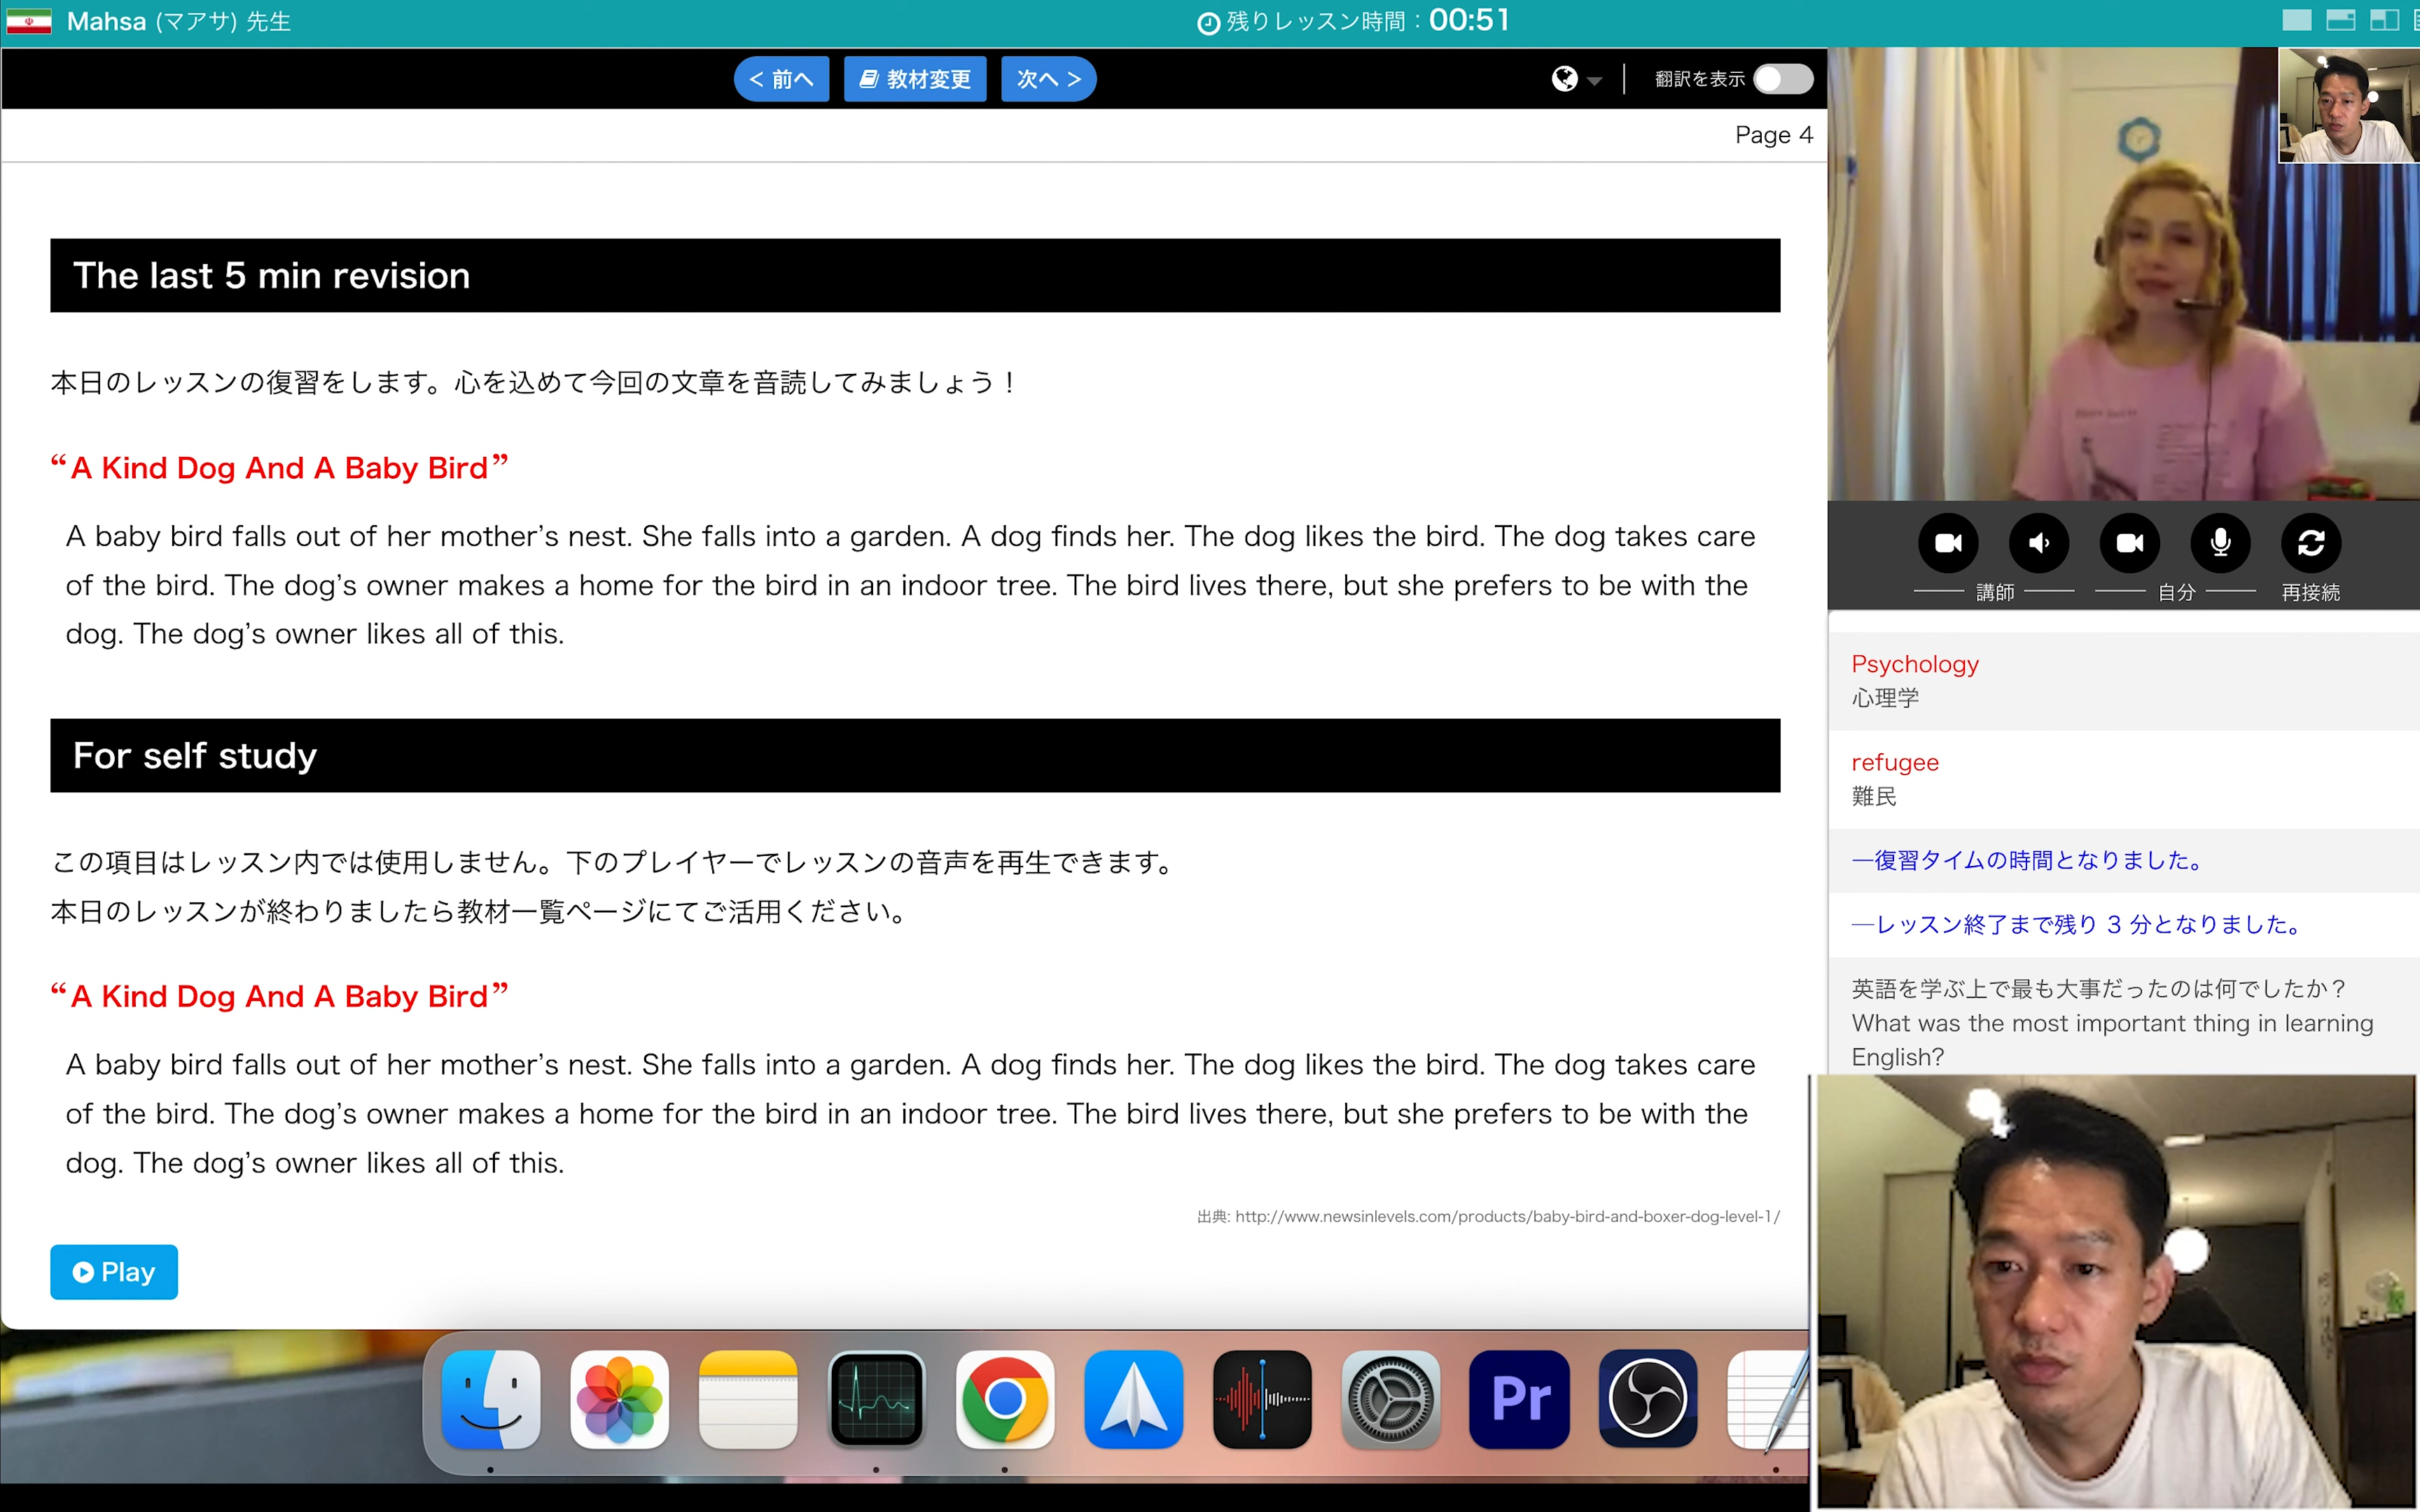 Mahsa (マアサ) 先生
残りレッスン時間：00:51
< 前へ
教材変更
次へ >
翻訳を表示
Page 4
The last 5 min revision
本日のレッスンの復習をします。心を込めて今回の文章を音読してみましょう！
“A Kind Dog And A Baby Bird”
A baby bird falls out of her mother’s nest. She falls into a garden. A dog finds her. The dog likes the bird. The dog takes care
of the bird. The dog’s owner makes a home for the bird in an indoor tree. The bird lives there, but she prefers to be with the
dog. The dog’s owner likes all of this.
For self study
この項目はレッスン内では使用しません。下のプレイヤーでレッスンの音声を再生できます。
本日のレッスンが終わりましたら教材一覧ページにてご活用ください。
“A Kind Dog And A Baby Bird”
A baby bird falls out of her mother’s nest. She falls into a garden. A dog finds her. The dog likes the bird. The dog takes care
of the bird. The dog’s owner makes a home for the bird in an indoor tree. The bird lives there, but she prefers to be with the
dog. The dog’s owner likes all of this.
出典: http://www.newsinlevels.com/products/baby-bird-and-boxer-dog-level-1/
Play
講師
自分
再接続
Psychology
心理学
refugee
難民
―復習タイムの時間となりました。
―レッスン終了まで残り 3 分となりました。
英語を学ぶ上で最も大事だったのは何でしたか？
What was the most important thing in learning
English?
Pr